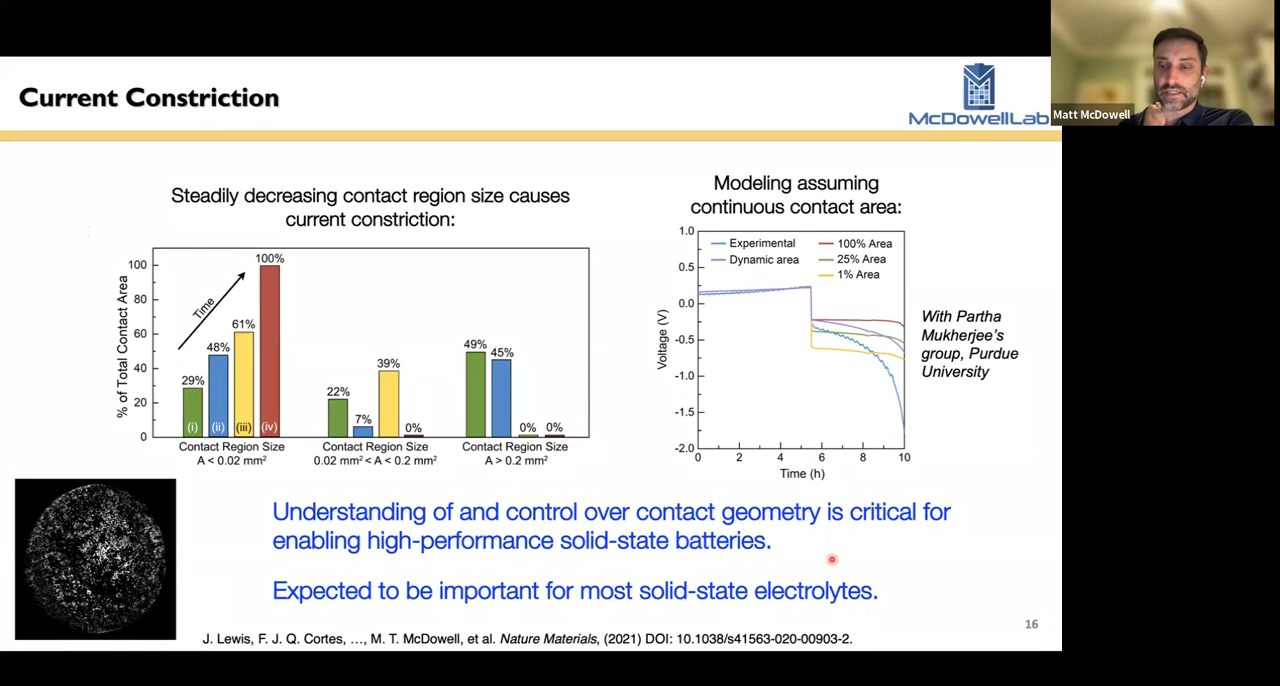 Current Constriction
McDowellLab
Matt McDowell
Steadily decreasing contact region size causes
current constriction:
% of Total Contact Area
100
80
60
40
20
0
Time
29%
48%
61%
100%
(i)
(ii)
(iii)
(iv)
22%
7%
39%
0%
49%
45%
0%
0%
Contact Region Size
A < 0.02 mm²
Contact Region Size
0.02 mm² < A < 0.2 mm²
Contact Region Size
A > 0.2 mm²
Modeling assuming
continuous contact area:
Voltage (V)
1.0
0.5
0.0
-0.5
-1.0
-1.5
-2.0
Experimental
Dynamic area
100% Area
25% Area
1% Area
0 2 4 6 8 10
Time (h)
With Partha
Mukherjee's
group, Purdue
University
Understanding of and control over contact geometry is critical for
enabling high-performance solid-state batteries.
Expected to be important for most solid-state electrolytes.
16
J. Lewis, F. J. Q. Cortes, …, M. T. McDowell, et al. Nature Materials, (2021) DOI: 10.1038/s41563-020-00903-2.